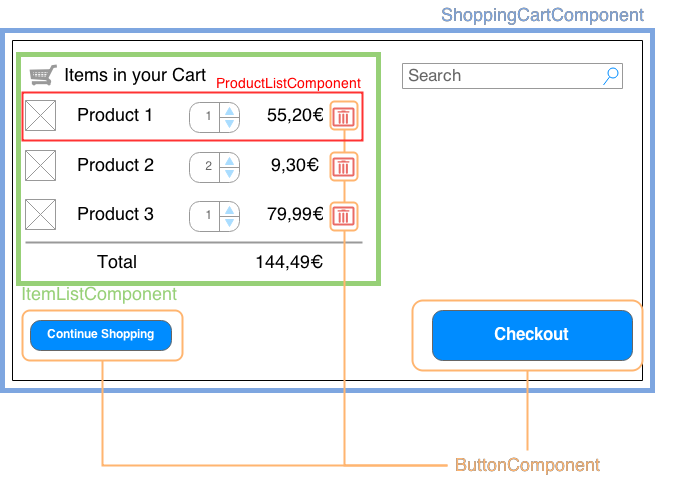 ShoppingCartComponent
Items in your Cart
Search
ProductListComponent
Product 1 1 55,20€
Product 2 2 9,30€
Product 3 1 79,99€
Total 144,49€
ItemListComponent
Continue Shopping
Checkout
ButtonComponent